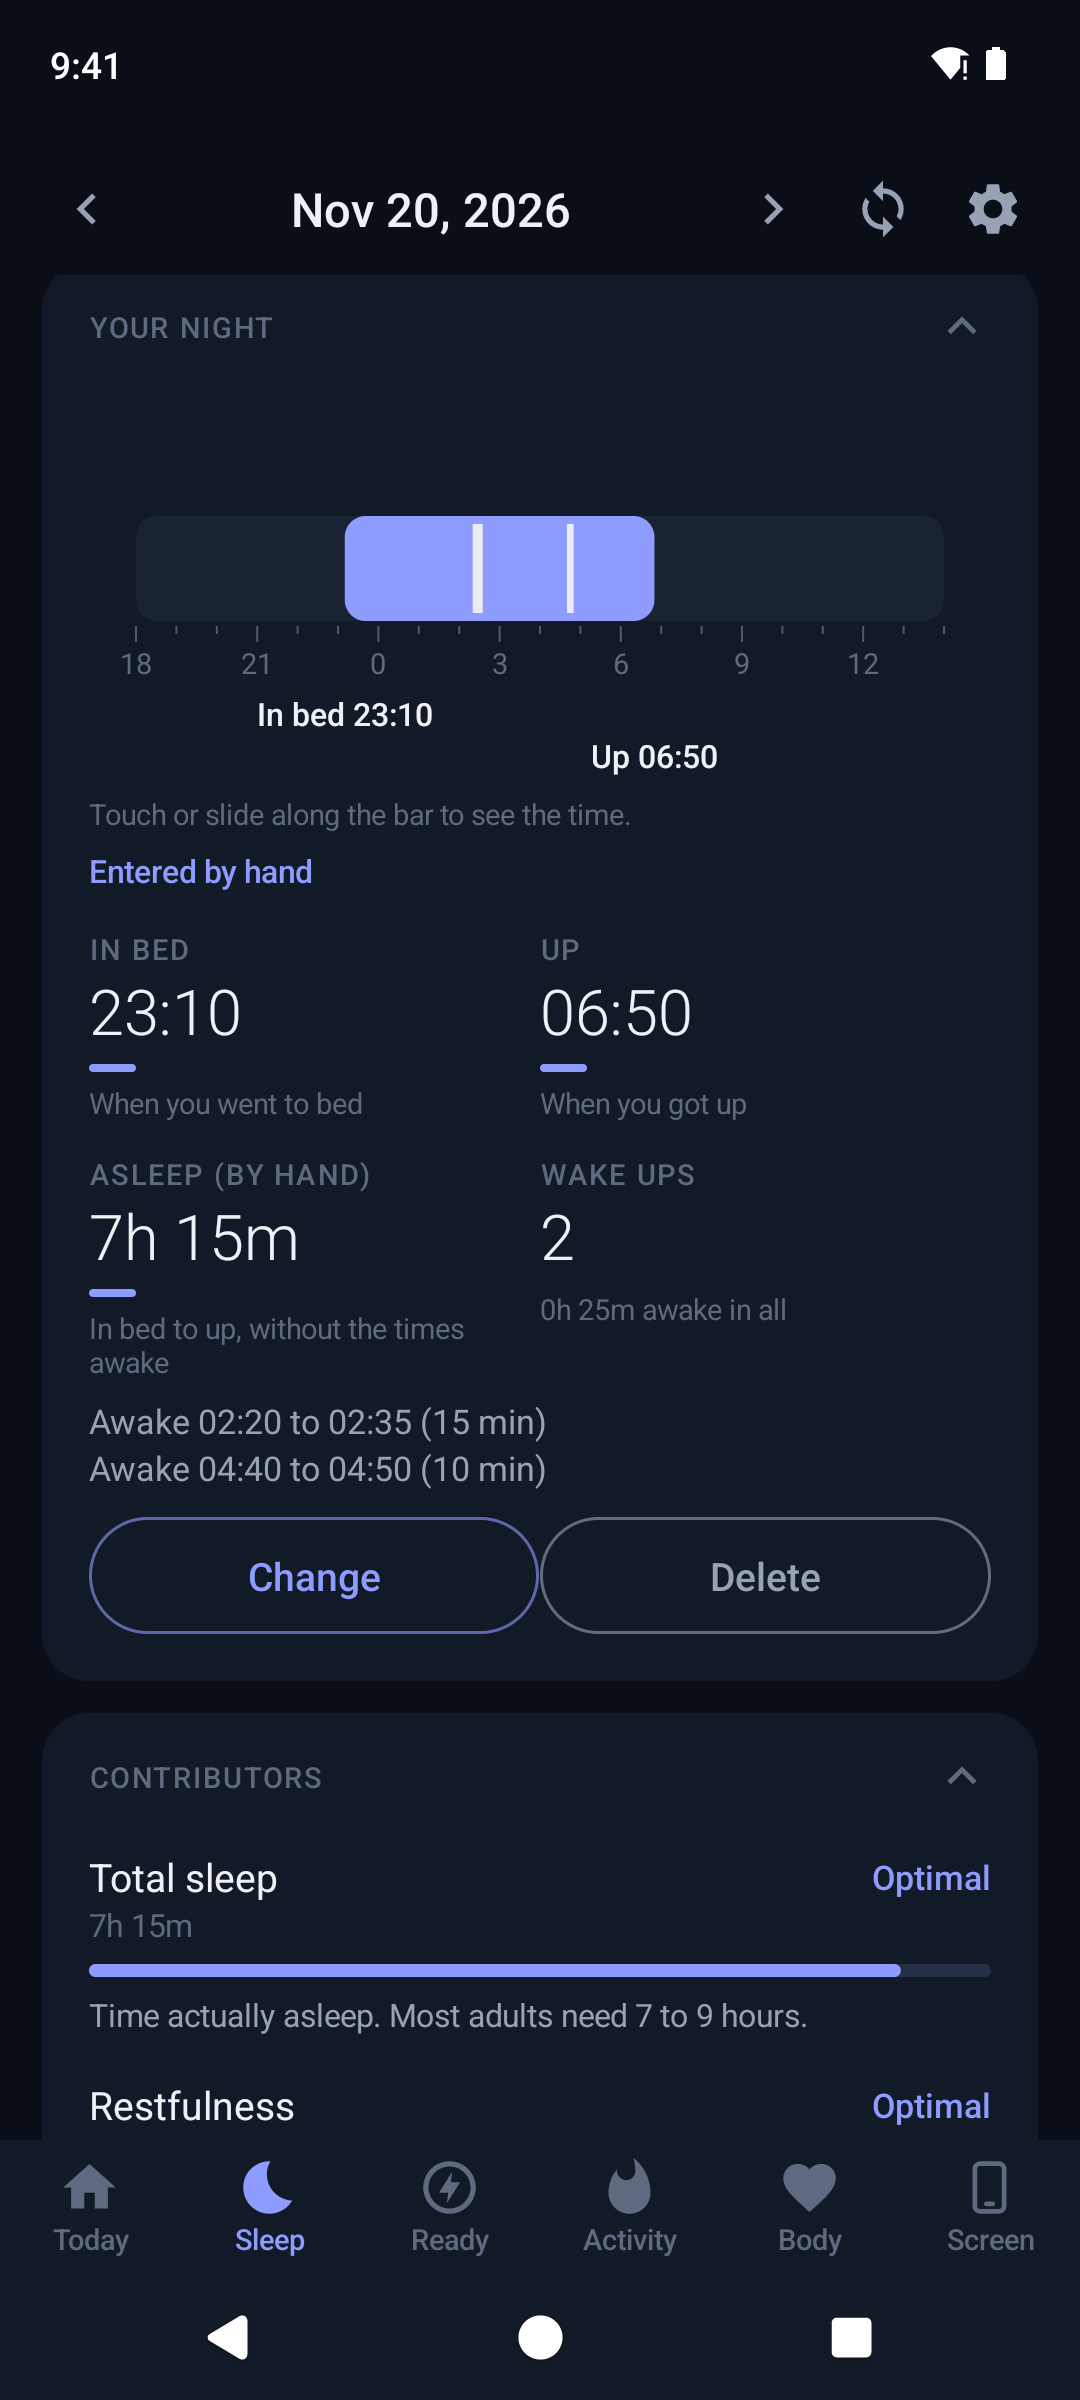 9:41
Nov 20, 2026
YOUR NIGHT
18 21 0 3 6 9 12
In bed 23:10
Up 06:50
Touch or slide along the bar to see the time.
Entered by hand
IN BED UP
23:10 06:50
When you went to bed When you got up
ASLEEP (BY HAND) WAKE UPS
7h 15m 2
In bed to up, without the times awake 0h 25m awake in all
Awake 02:20 to 02:35 (15 min)
Awake 04:40 to 04:50 (10 min)
Change Delete
CONTRIBUTORS
Total sleep Optimal
7h 15m
Time actually asleep. Most adults need 7 to 9 hours.
Restfulness Optimal
Today Sleep Ready Activity Body Screen